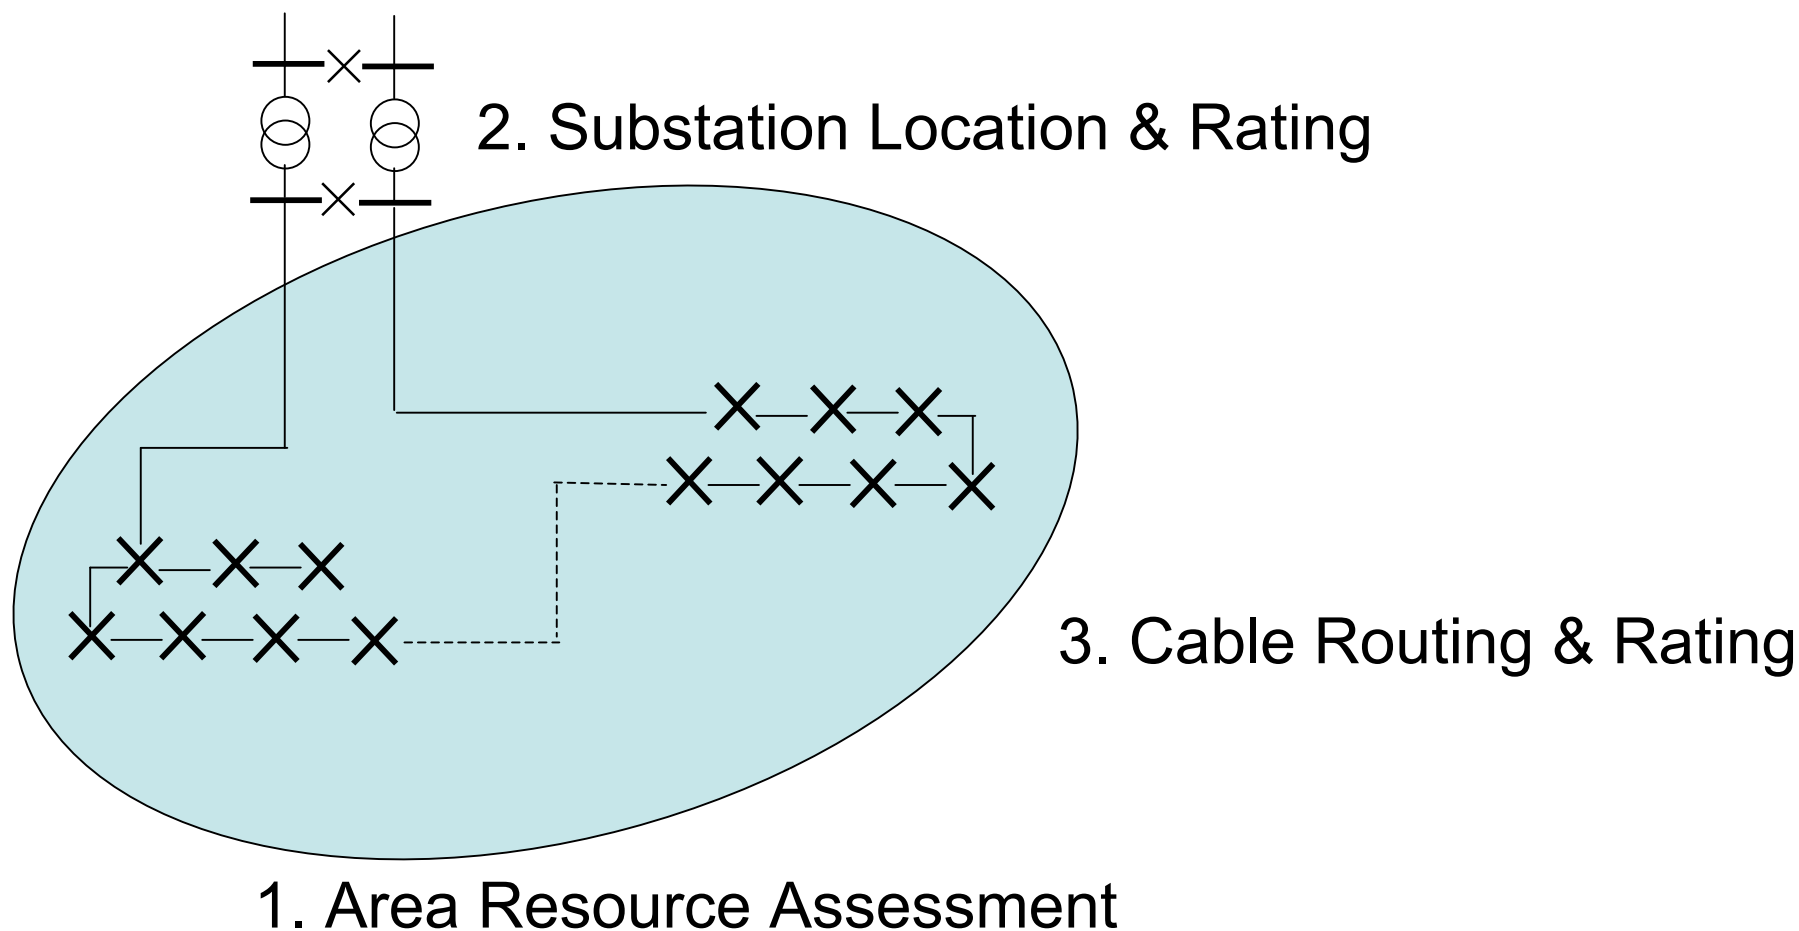 2. Substation Location & Rating
3. Cable Routing & Rating
1. Area Resource Assessment